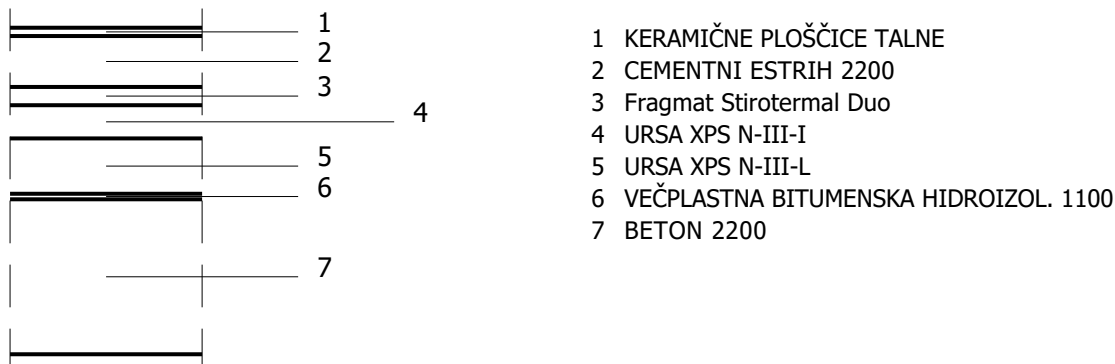 1
2
3
4
5
6
7
1 KERAMIČNE PLOŠČICE TALNE
2 CEMENTNI ESTRIH 2200
3 Fragmat Stirotermal Duo
4 URSA XPS N-III-I
5 URSA XPS N-III-L
6 VEČPLASTNA BITUMENSKA HIDROIZOL. 1100
7 BETON 2200